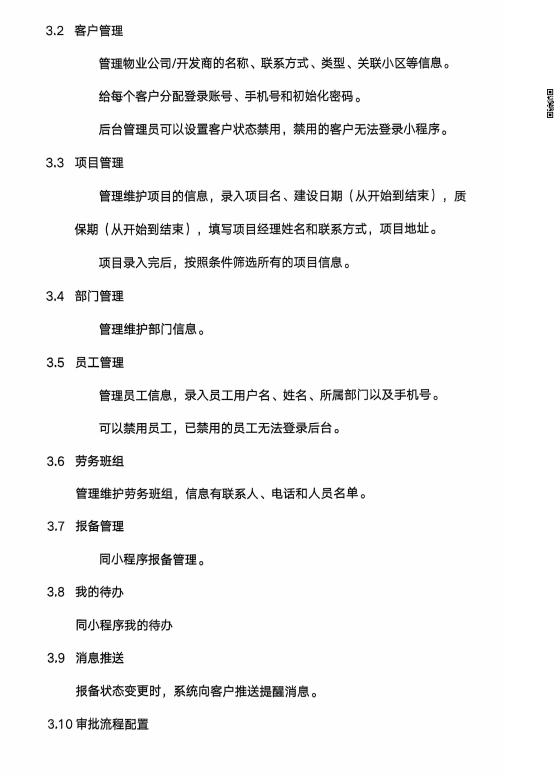 3.2 客户管理
管理物业公司/开发商的名称、联系方式、类型、关联小区等信息。
给每个客户分配登录账号、手机号和初始化密码。
后台管理员可以设置客户状态禁用，禁用的客户无法登录小程序。
3.3 项目管理
管理维护项目的信息，录入项目名、建设日期（从开始到结束），质
保期（从开始到结束），填写项目经理姓名和联系方式，项目地址。
项目录入完后，按照条件筛选所有的项目信息。
3.4 部门管理
管理维护部门信息。
3.5 员工管理
管理员工信息，录入员工用户名、姓名、所属部门以及手机号。
可以禁用员工，已禁用的员工无法登录后台。
3.6 劳务班组
管理维护劳务班组，信息有联系人、电话和人员名单。
3.7 报备管理
同小程序报备管理。
3.8 我的待办
同小程序我的待办
3.9 消息推送
报备状态变更时，系统向客户推送提醒消息。
3.10 审批流程配置